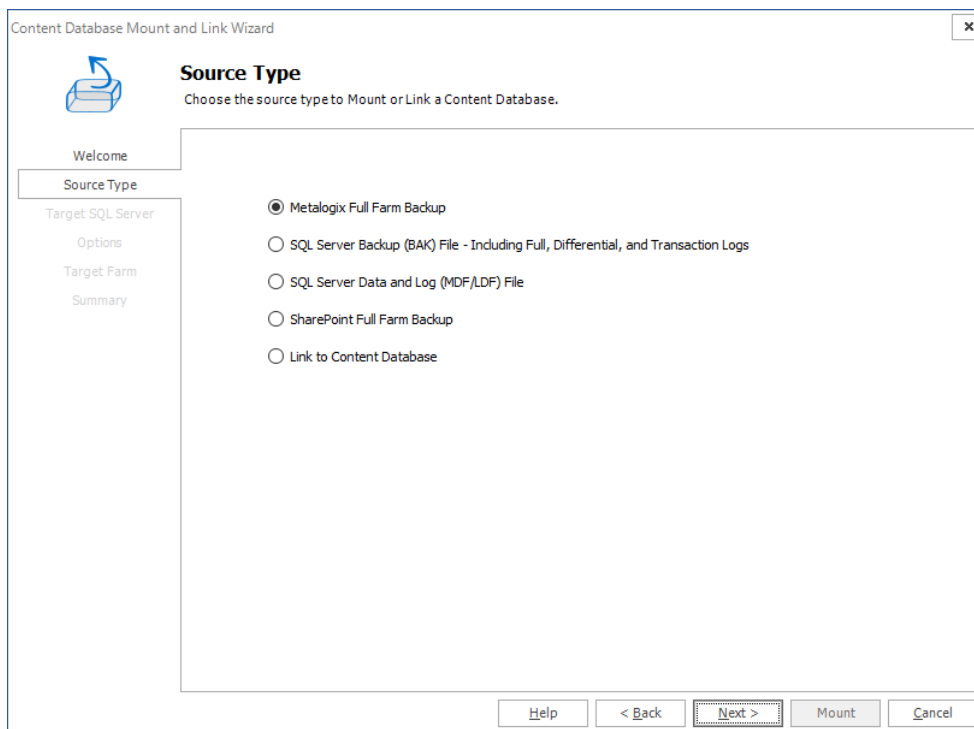 Content Database Mount and Link Wizard
Source Type
Choose the source type to Mount or Link a Content Database.
Welcome
Source Type
Target SQL Server
Options
Target Farm
Summary
Metalogix Full Farm Backup
SQL Server Backup (BAK) File - Including Full, Differential, and Transaction Logs
SQL Server Data and Log (MDF/LDF) File
SharePoint Full Farm Backup
Link to Content Database
Help
< Back
Next >
Mount
Cancel